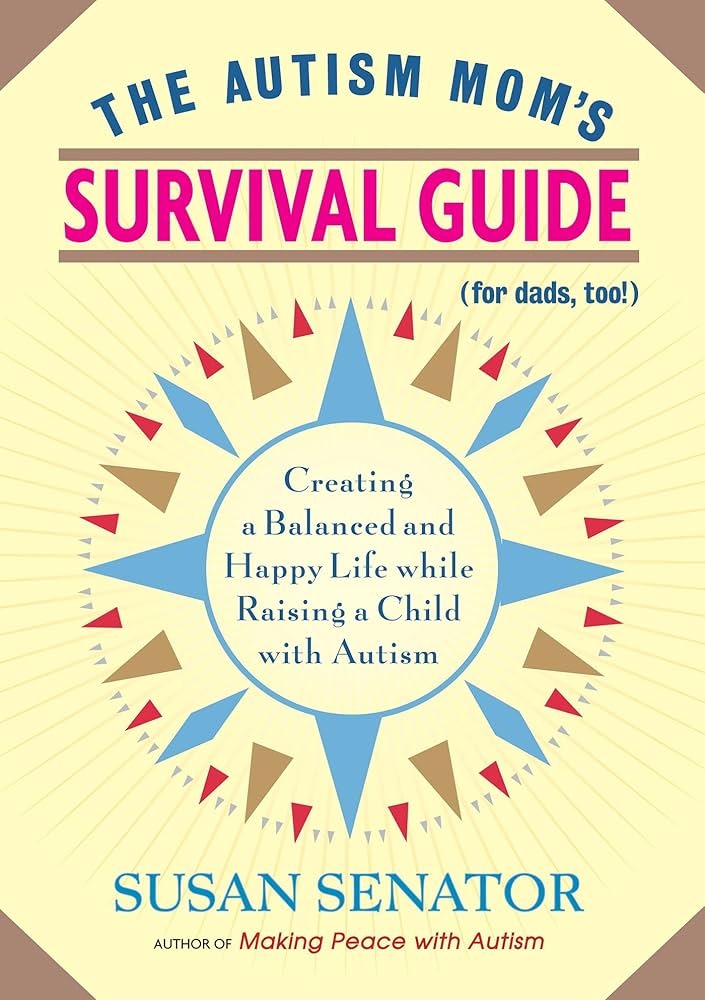 THE AUTISM MOM'S
SURVIVAL GUIDE
(for dads, too!)
Creating
a Balanced and
Happy Life while
Raising a Child
with Autism
SUSAN SENATOR
AUTHOR OF Making Peace with Autism